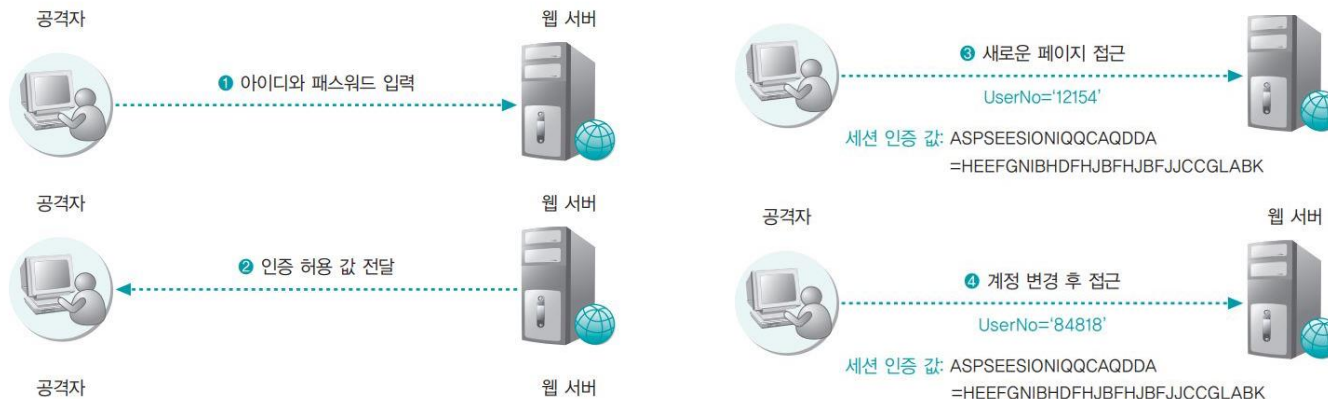 공격자
웹 서버
❶ 아이디와 패스워드 입력
공격자
웹 서버
❷ 인증 허용 값 전달
공격자
웹 서버
❸ 새로운 페이지 접근
UserNo='12154'
세션 인증 값: ASPSEESIONIQQCAQDDA
=HEEFGNIBHDFHJBFHJBFJJCCGLABK
공격자
웹 서버
❹ 계정 변경 후 접근
UserNo='84818'
세션 인증 값: ASPSEESIONIQQCAQDDA
=HEEFGNIBHDFHJBFHJBFJJCCGLABK